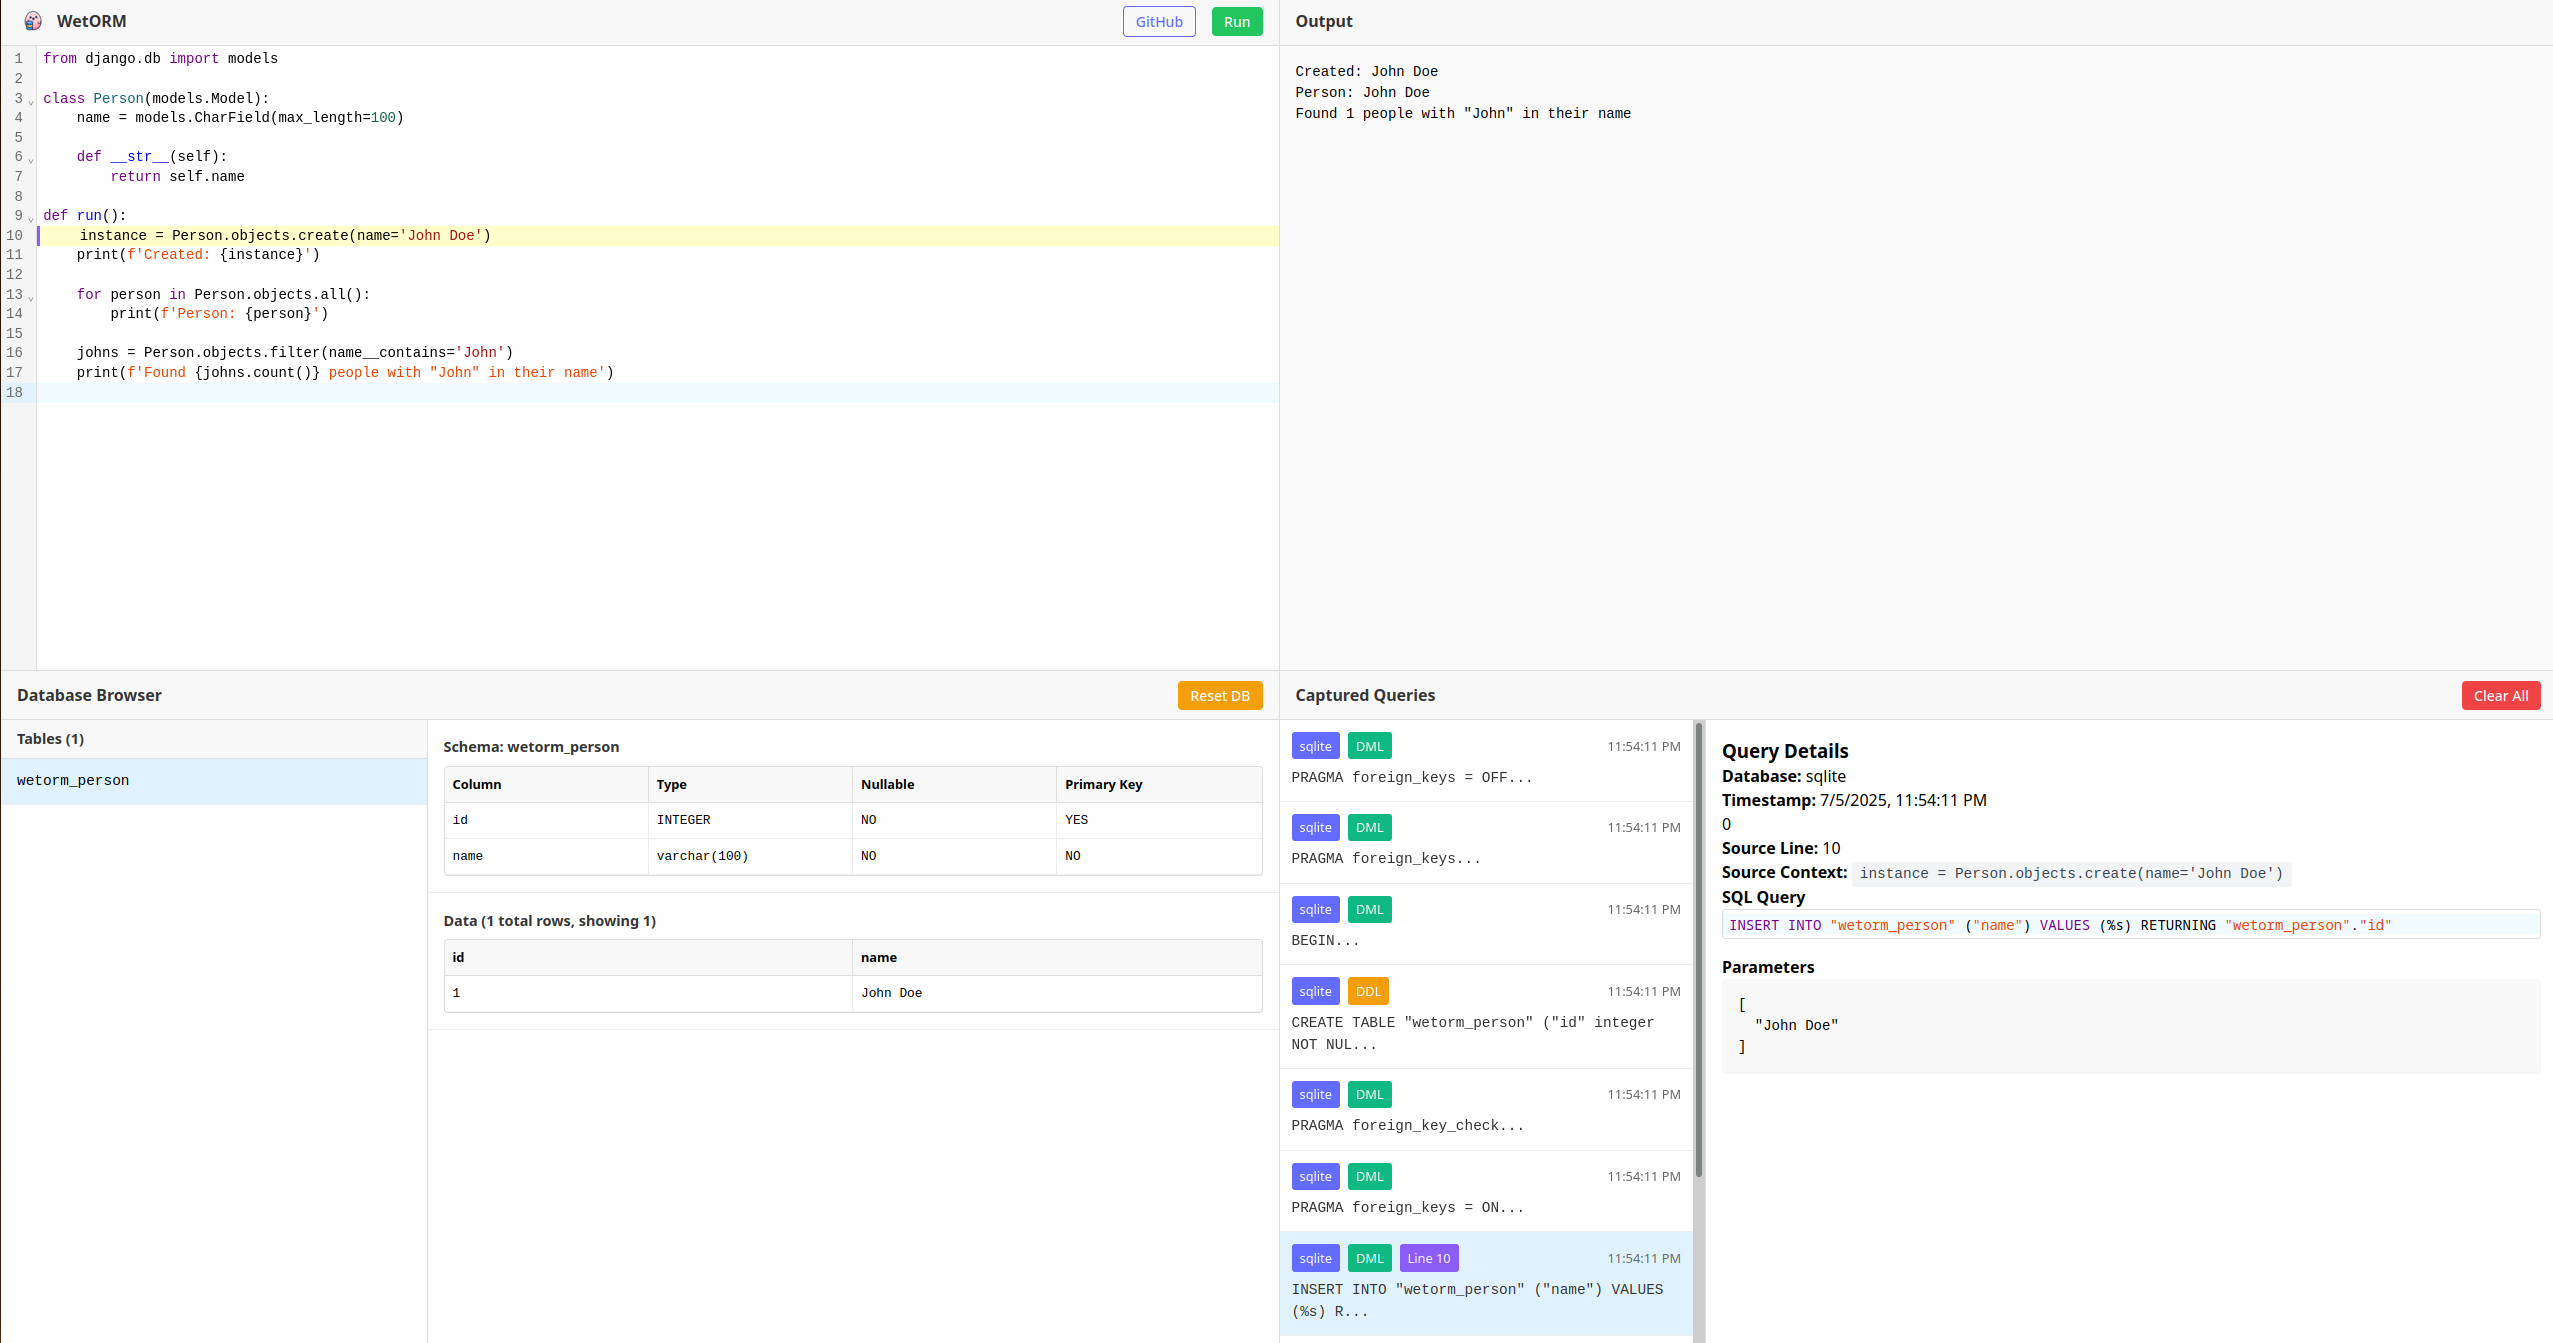 WetORM
GitHub
Run
1 from django.db import models
2
3 class Person(models.Model):
4     name = models.CharField(max_length=100)
5
6     def __str__(self):
7         return self.name
8
9 def run():
10     instance = Person.objects.create(name='John Doe')
11     print(f'Created: {instance}')
12
13     for person in Person.objects.all():
14         print(f'Person: {person}')
15
16     johns = Person.objects.filter(name__contains='John')
17     print(f'Found {johns.count()} people with "John" in their name')
18
Output
Created: John Doe
Person: John Doe
Found 1 people with "John" in their name
Database Browser
Reset DB
Tables (1)
wetorm_person
Schema: wetorm_person
Column Type Nullable Primary Key
id INTEGER NO YES
name varchar(100) NO NO
Data (1 total rows, showing 1)
id name
1 John Doe
Captured Queries
Clear All
sqlite DML 11:54:11 PM
PRAGMA foreign_keys = OFF...
sqlite DML 11:54:11 PM
PRAGMA foreign_keys...
sqlite DML 11:54:11 PM
BEGIN...
sqlite DDL 11:54:11 PM
CREATE TABLE "wetorm_person" ("id" integer
NOT NUL...
sqlite DML 11:54:11 PM
PRAGMA foreign_key_check...
sqlite DML 11:54:11 PM
PRAGMA foreign_keys = ON...
sqlite DML Line 10 11:54:11 PM
INSERT INTO "wetorm_person" ("name") VALUES
(%s) R...
Query Details
Database: sqlite
Timestamp: 7/5/2025, 11:54:11 PM
0
Source Line: 10
Source Context: instance = Person.objects.create(name='John Doe')
SQL Query
INSERT INTO "wetorm_person" ("name") VALUES (%s) RETURNING "wetorm_person"."id"
Parameters
[
  "John Doe"
]